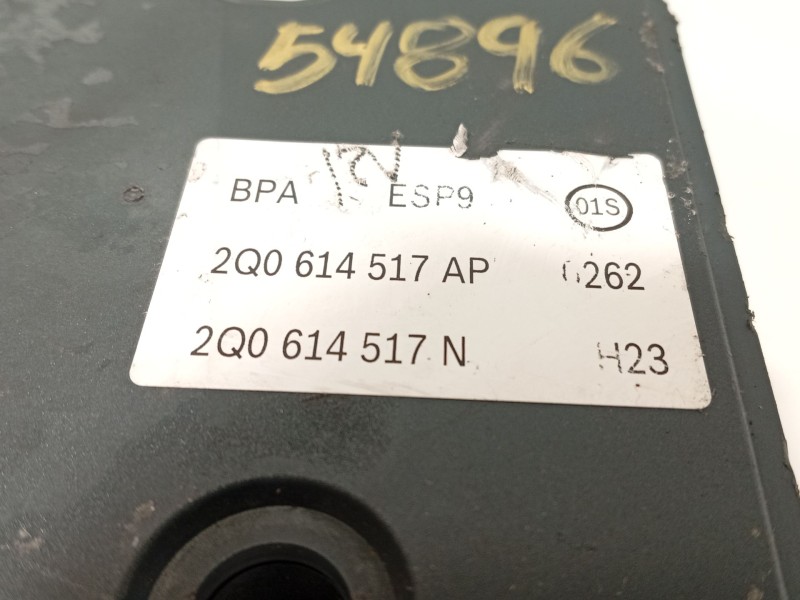 54896
BPA ESP9 01S
2Q0 614 517 AP 0262
2Q0 614 517 N H23